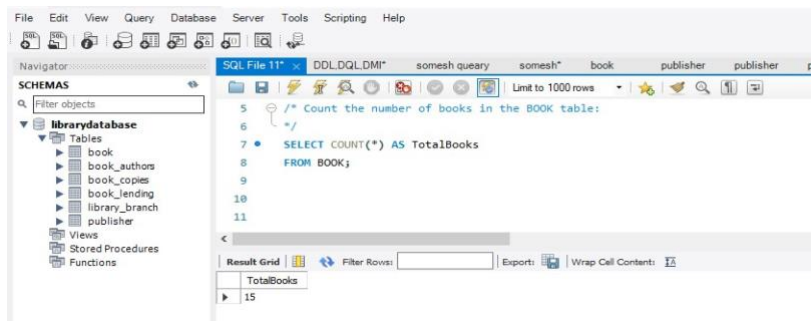 File Edit View Query Database Server Tools Scripting Help
Navigator
SCHEMAS
Filter objects
librarydatabase
Tables
book
book_authors
book_copies
book_lending
library_branch
publisher
Views
Stored Procedures
Functions
SQL File 11* × DDL,DQL,DMI* somesh queary somesh* book publisher publisher
Limit to 1000 rows
5 /* Count the number of books in the BOOK table:
6 */
7 SELECT COUNT(*) AS TotalBooks
8 FROM BOOK;
9
10
11
Result Grid Filter Rows: Export: Wrap Cell Content: IA
TotalBooks
15